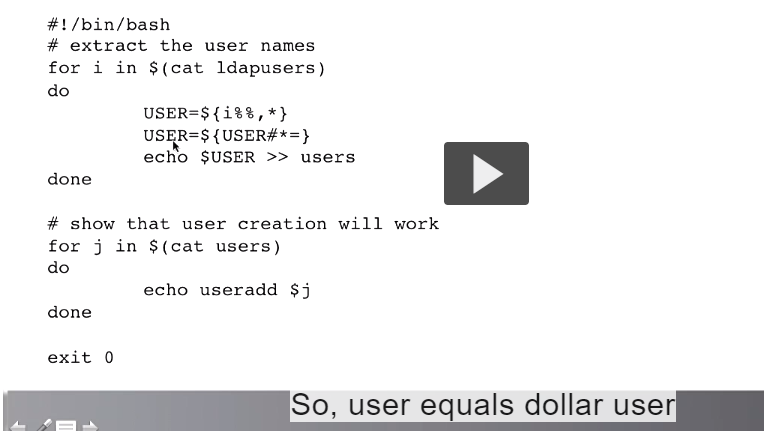 #!/bin/bash
# extract the user names
for i in $(cat ldapusers)
do
USER=${i%%,*}
USER=${USER#*=}
echo $USER >> users
done
# show that user creation will work
for j in $(cat users)
do
echo useradd $j
done
exit 0
So, user equals dollar user